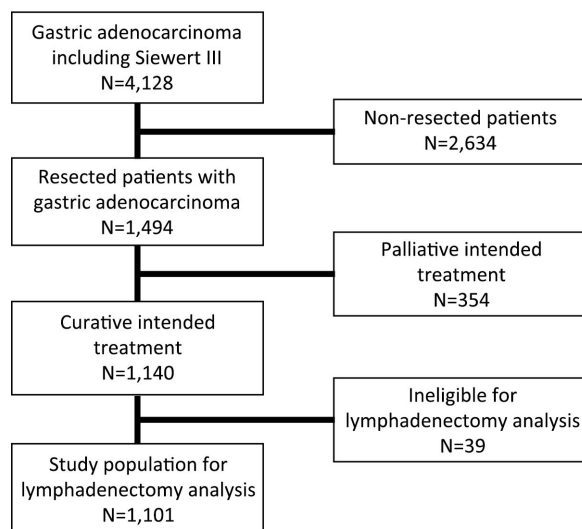 Gastric adenocarcinoma
including Siewert III
N=4,128
Non-resected patients
N=2,634
Resected patients with
gastric adenocarcinoma
N=1,494
Palliative intended
treatment
N=354
Curative intended
treatment
N=1,140
Ineligible for
lymphadenectomy analysis
N=39
Study population for
lymphadenectomy analysis
N=1,101